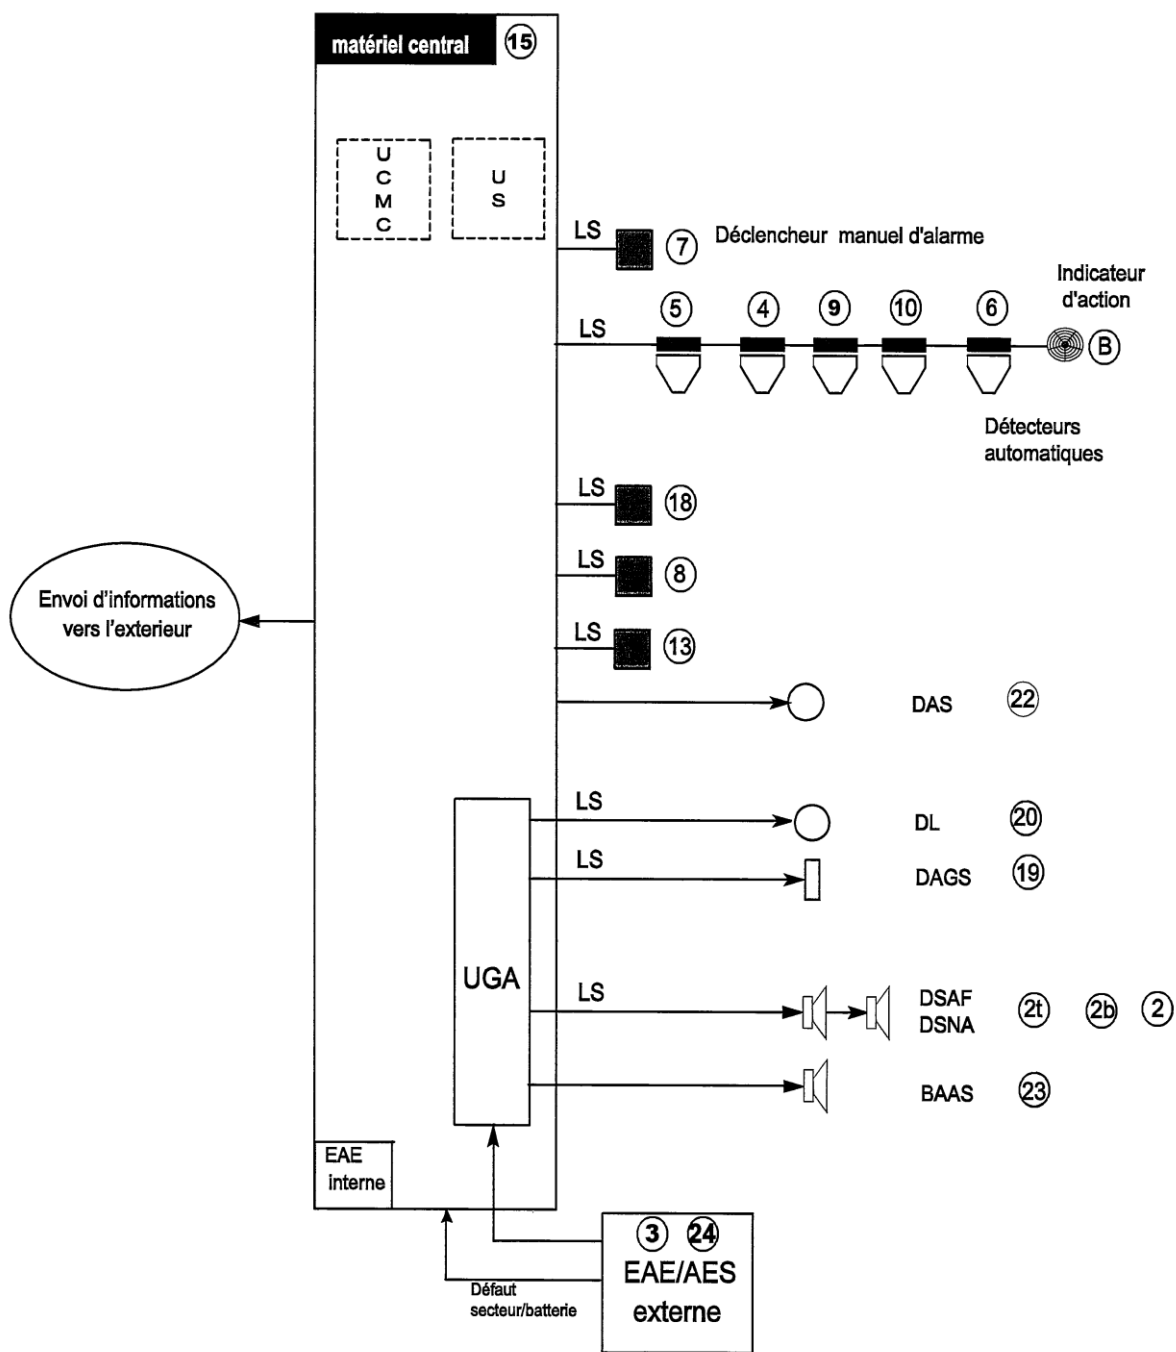 matériel central 15
U
C
M
C
U
S
LS
7
Déclencheur manuel d'alarme
Indicateur
d'action
5
4
9
10
6
LS
B
Détecteurs
automatiques
LS
18
LS
8
LS
13
Envoi d'informations
vers l'exterieur
DAS
22
LS
DL
20
LS
DAGS
19
UGA
LS
DSAF
DSNA
2t
2b
2
BAAS
23
EAE
interne
3
24
EAE/AES
externe
Défaut
secteur/batterie